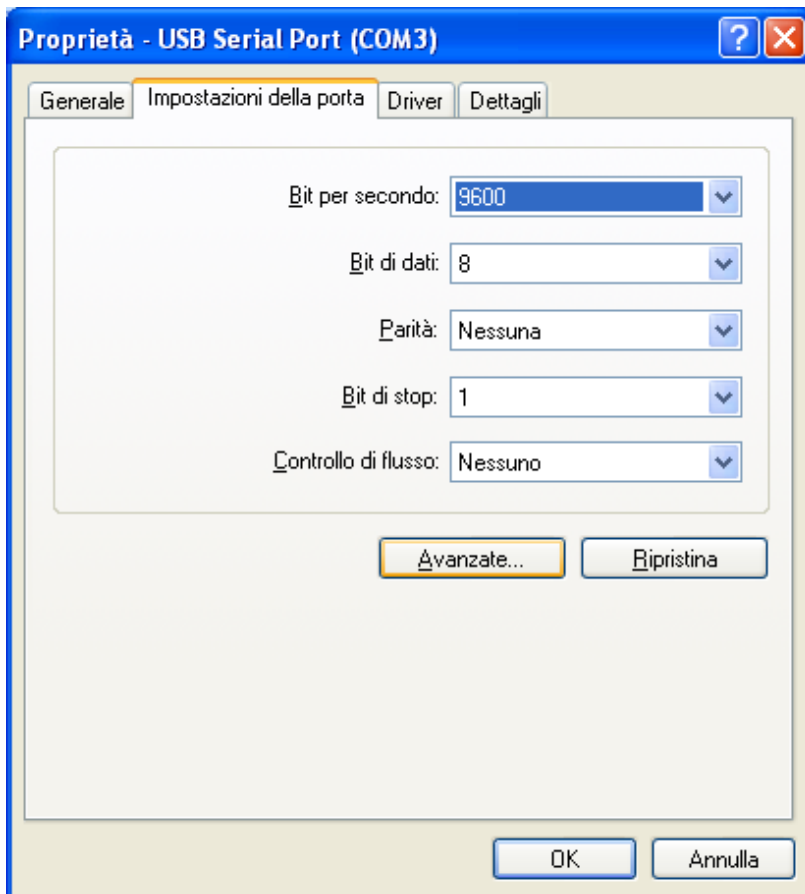 Proprietà - USB Serial Port (COM3)
Generale Impostazioni della porta Driver Dettagli
Bit per secondo: 9600
Bit di dati: 8
Parità: Nessuna
Bit di stop: 1
Controllo di flusso: Nessuno
Avanzate... Ripristina
OK Annulla